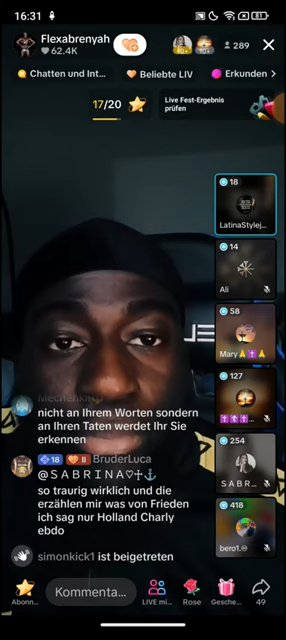 16:31
81
Flexabrenyah
62.4K
289
Chatten und Int...
Beliebte LIV
Erkunden >
17/20
Live Fest-Ergebnis
prüfen
18
LatinaStylej...
14
Ali
58
Mary🙏🙏
127
254
S A B R...
418
bero1.♾
nicht an Ihrem Worten sondern
an Ihren Taten werdet Ihr Sie
erkennen
18 II BruderLuca
@S A B R I N A♡☥⚓
so traurig wirklich und die
erzählen mir was von Frieden
ich sag nur Holland Charly
ebdo
simonkick1 ist beigetreten
Abonn...
Kommenta...
LIVE mi...
Rose
Gesche...
49